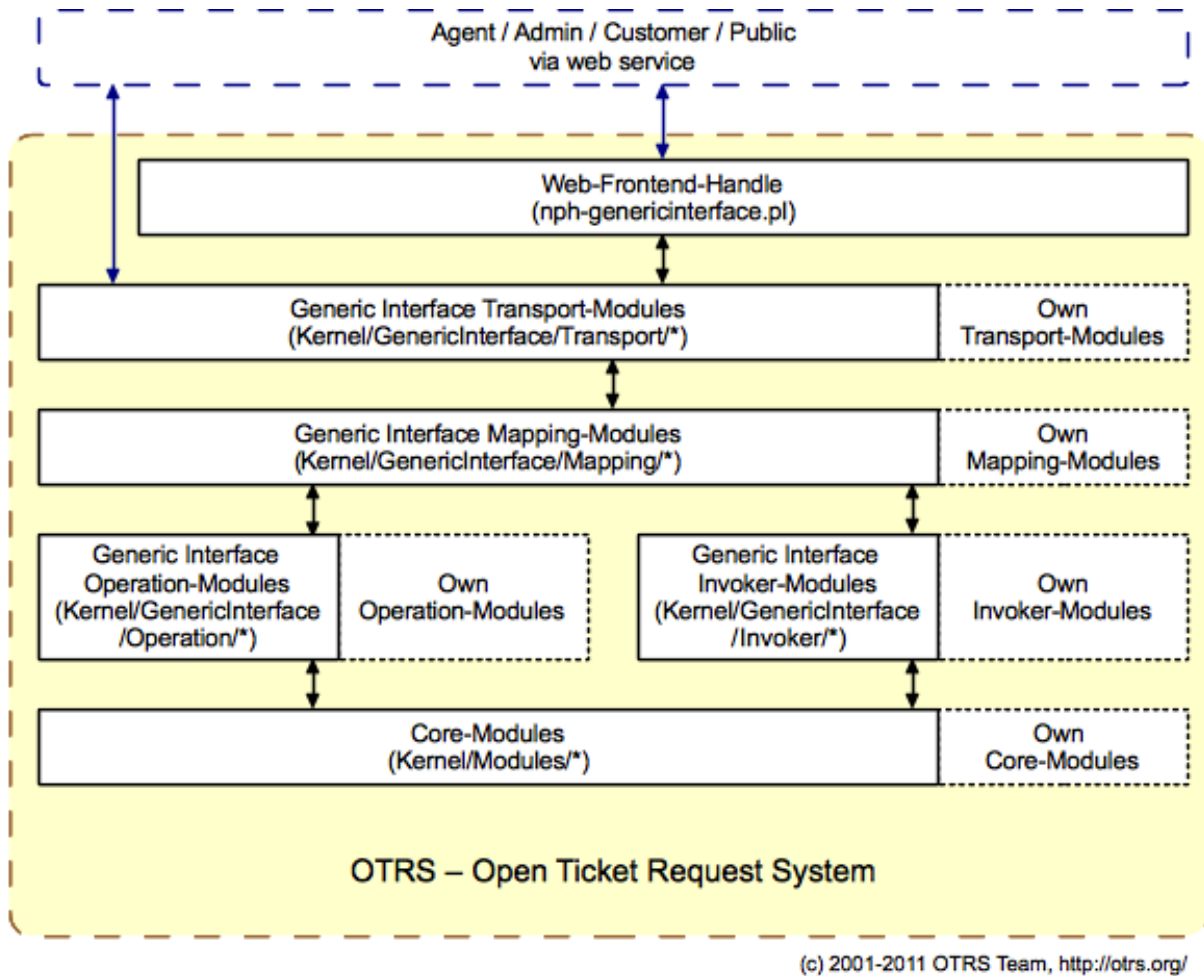 Agent / Admin / Customer / Public
via web service
Web-Frontend-Handle
(nph-genericinterface.pl)
Generic Interface Transport-Modules
(Kernel/GenericInterface/Transport/*)
Own
Transport-Modules
Generic Interface Mapping-Modules
(Kernel/GenericInterface/Mapping/*)
Own
Mapping-Modules
Generic Interface
Operation-Modules
(Kernel/GenericInterface
/Operation/*)
Own
Operation-Modules
Generic Interface
Invoker-Modules
(Kernel/GenericInterface
/Invoker/*)
Own
Invoker-Modules
Core-Modules
(Kernel/Modules/*)
Own
Core-Modules
OTRS – Open Ticket Request System
(c) 2001-2011 OTRS Team, http://otrs.org/